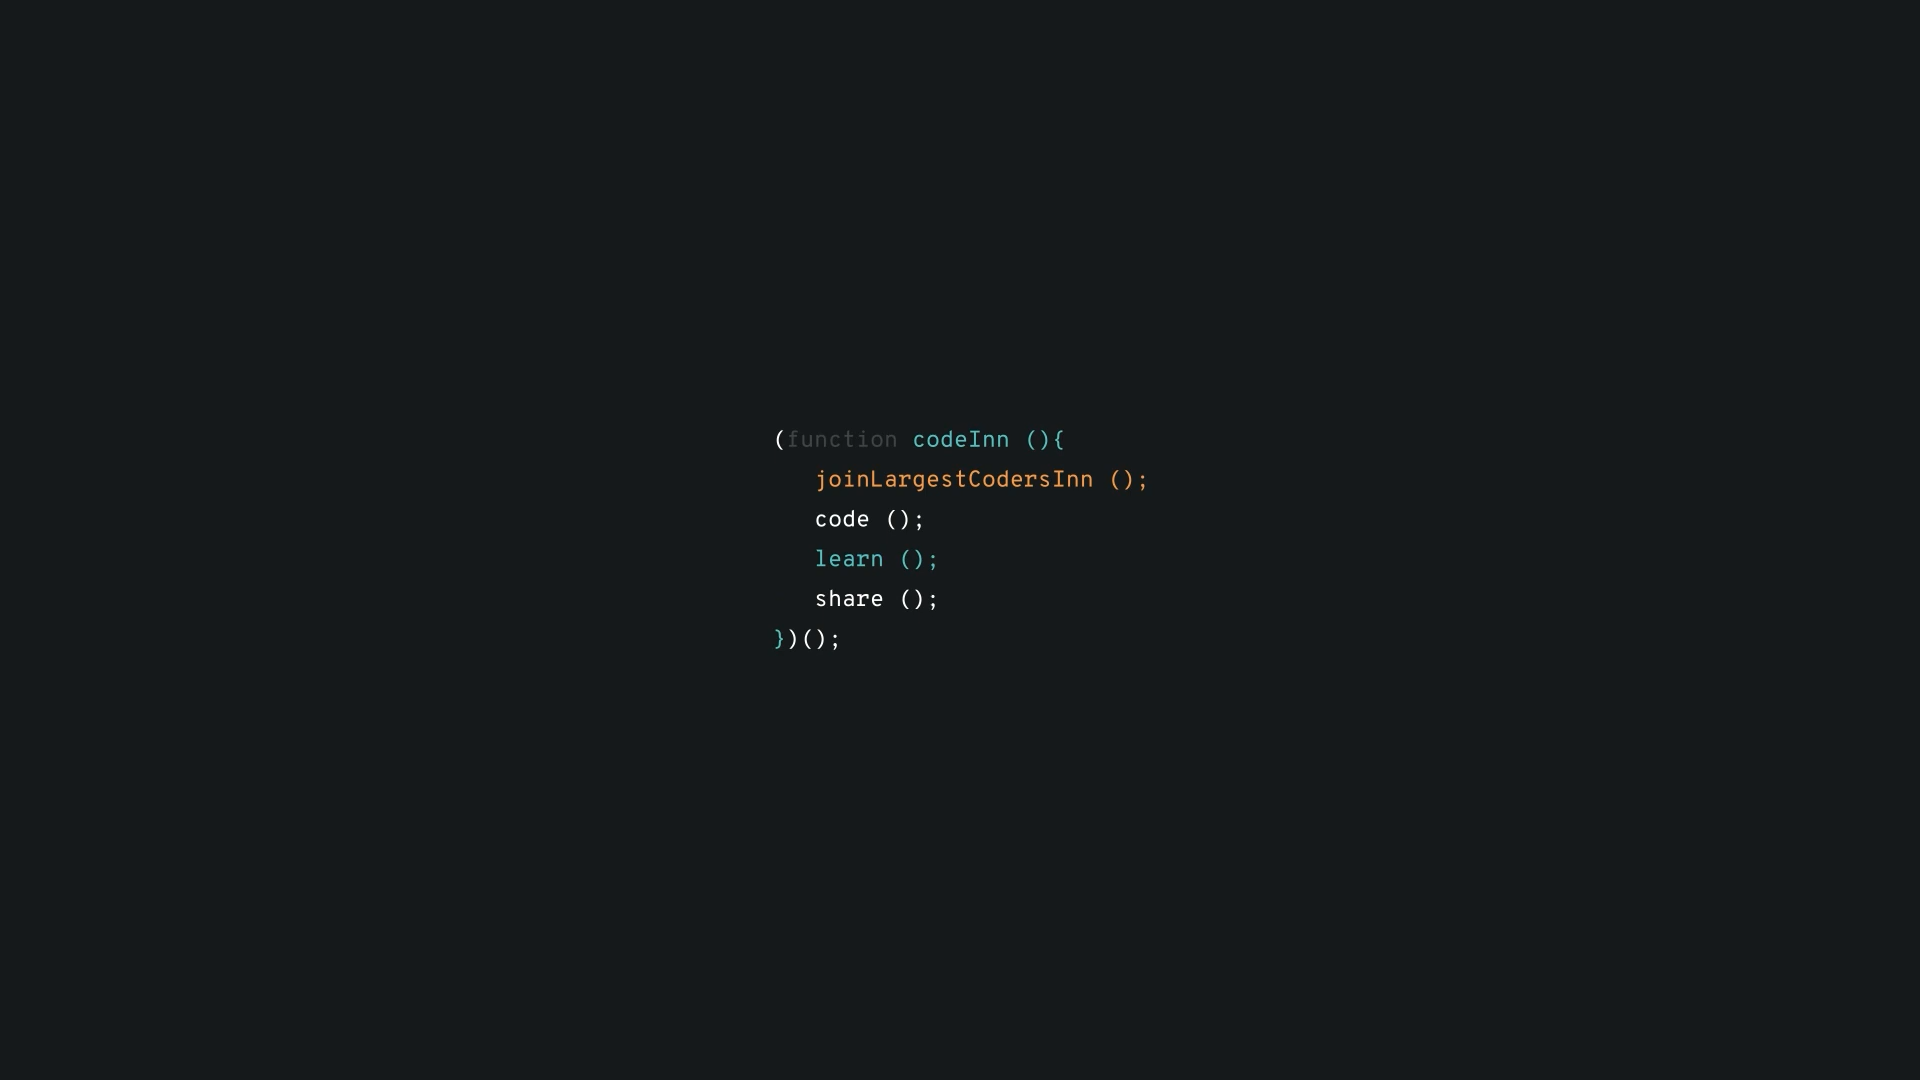 (function codeInn (){
joinLargestCodersInn ();
code ();
learn ();
share ();
})();